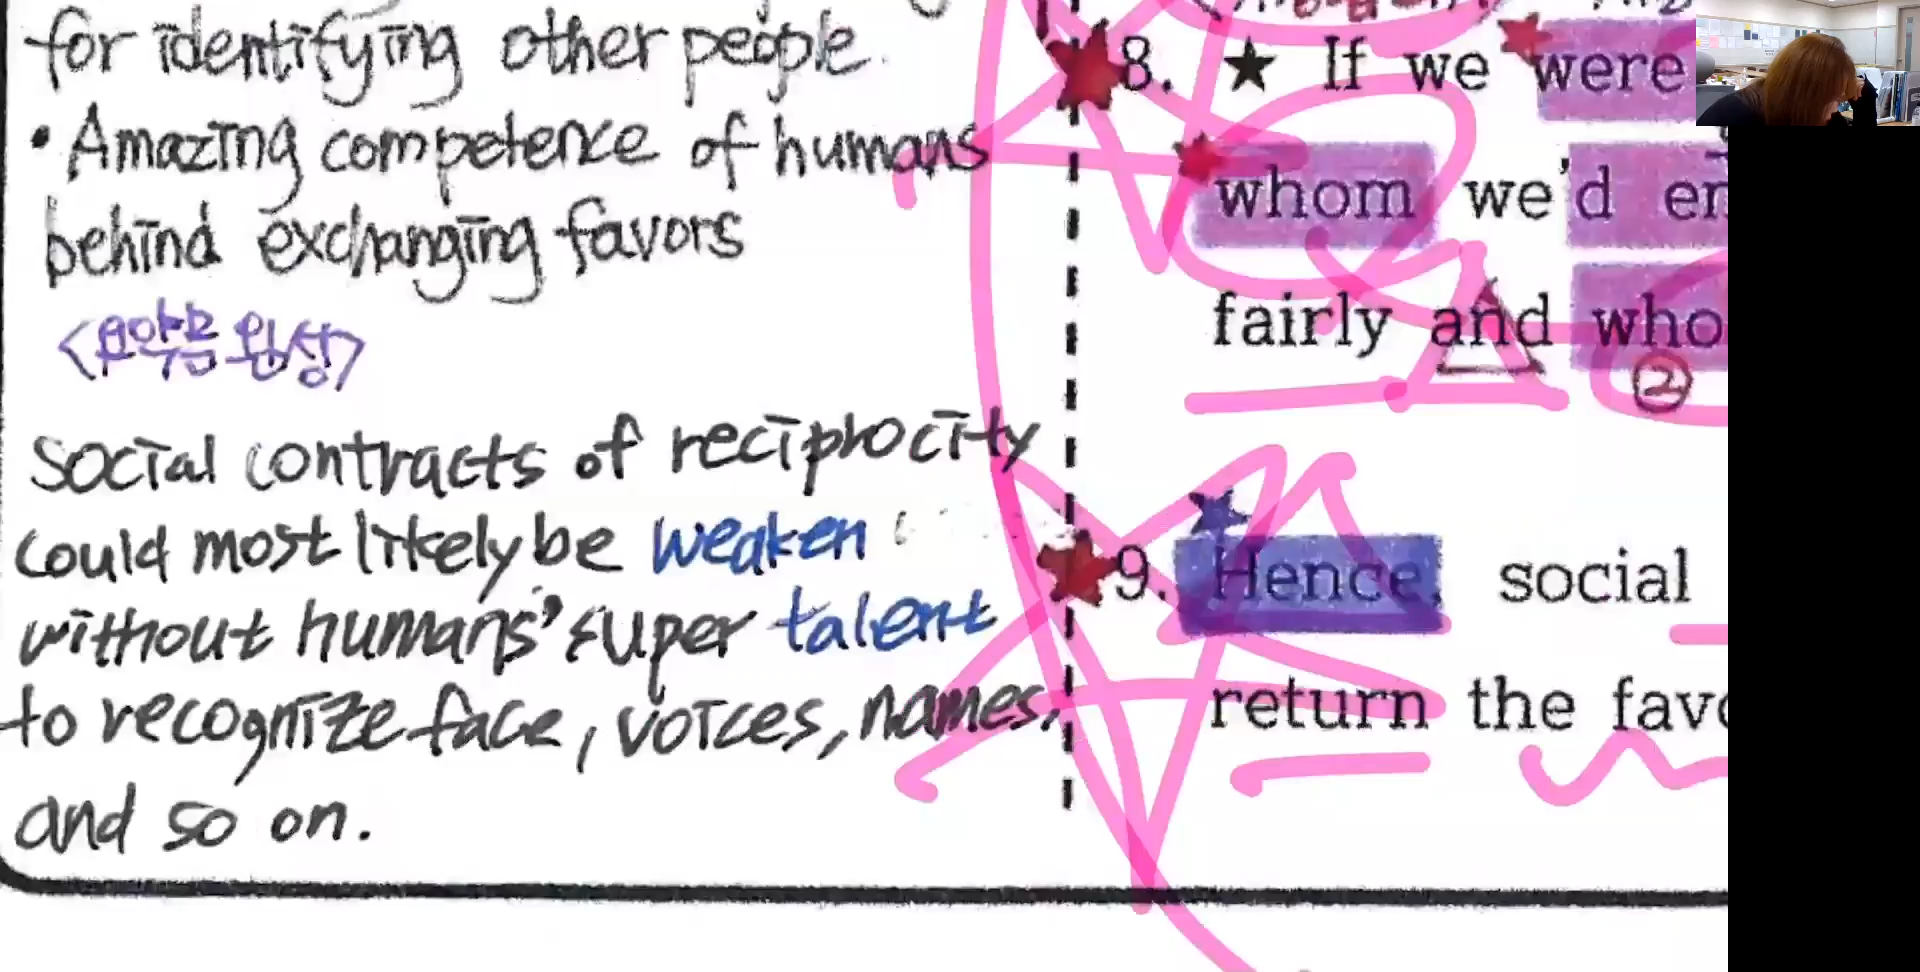 for identifying other people.
• Amazing competence of humans
behind exchanging favors
<요약문 완성>
social contracts of reciprocity
could most likely be weaken
without humans' super talent
to recognize face, voices, names,
and so on.
8. ★ If we were
whom we'd en
fairly and who
②
9. Hence, social
return the favo